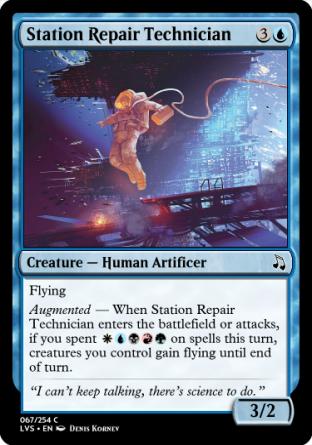 Station Repair Technician 3
Creature — Human Artificer
Flying
Augmented — When Station Repair
Technician enters the battlefield or attacks,
if you spent on spells this turn,
creatures you control gain flying until
end of turn.
"I can't keep talking, there's science to do."
3/2
067/254 C
LVS • EN Denis Kornev